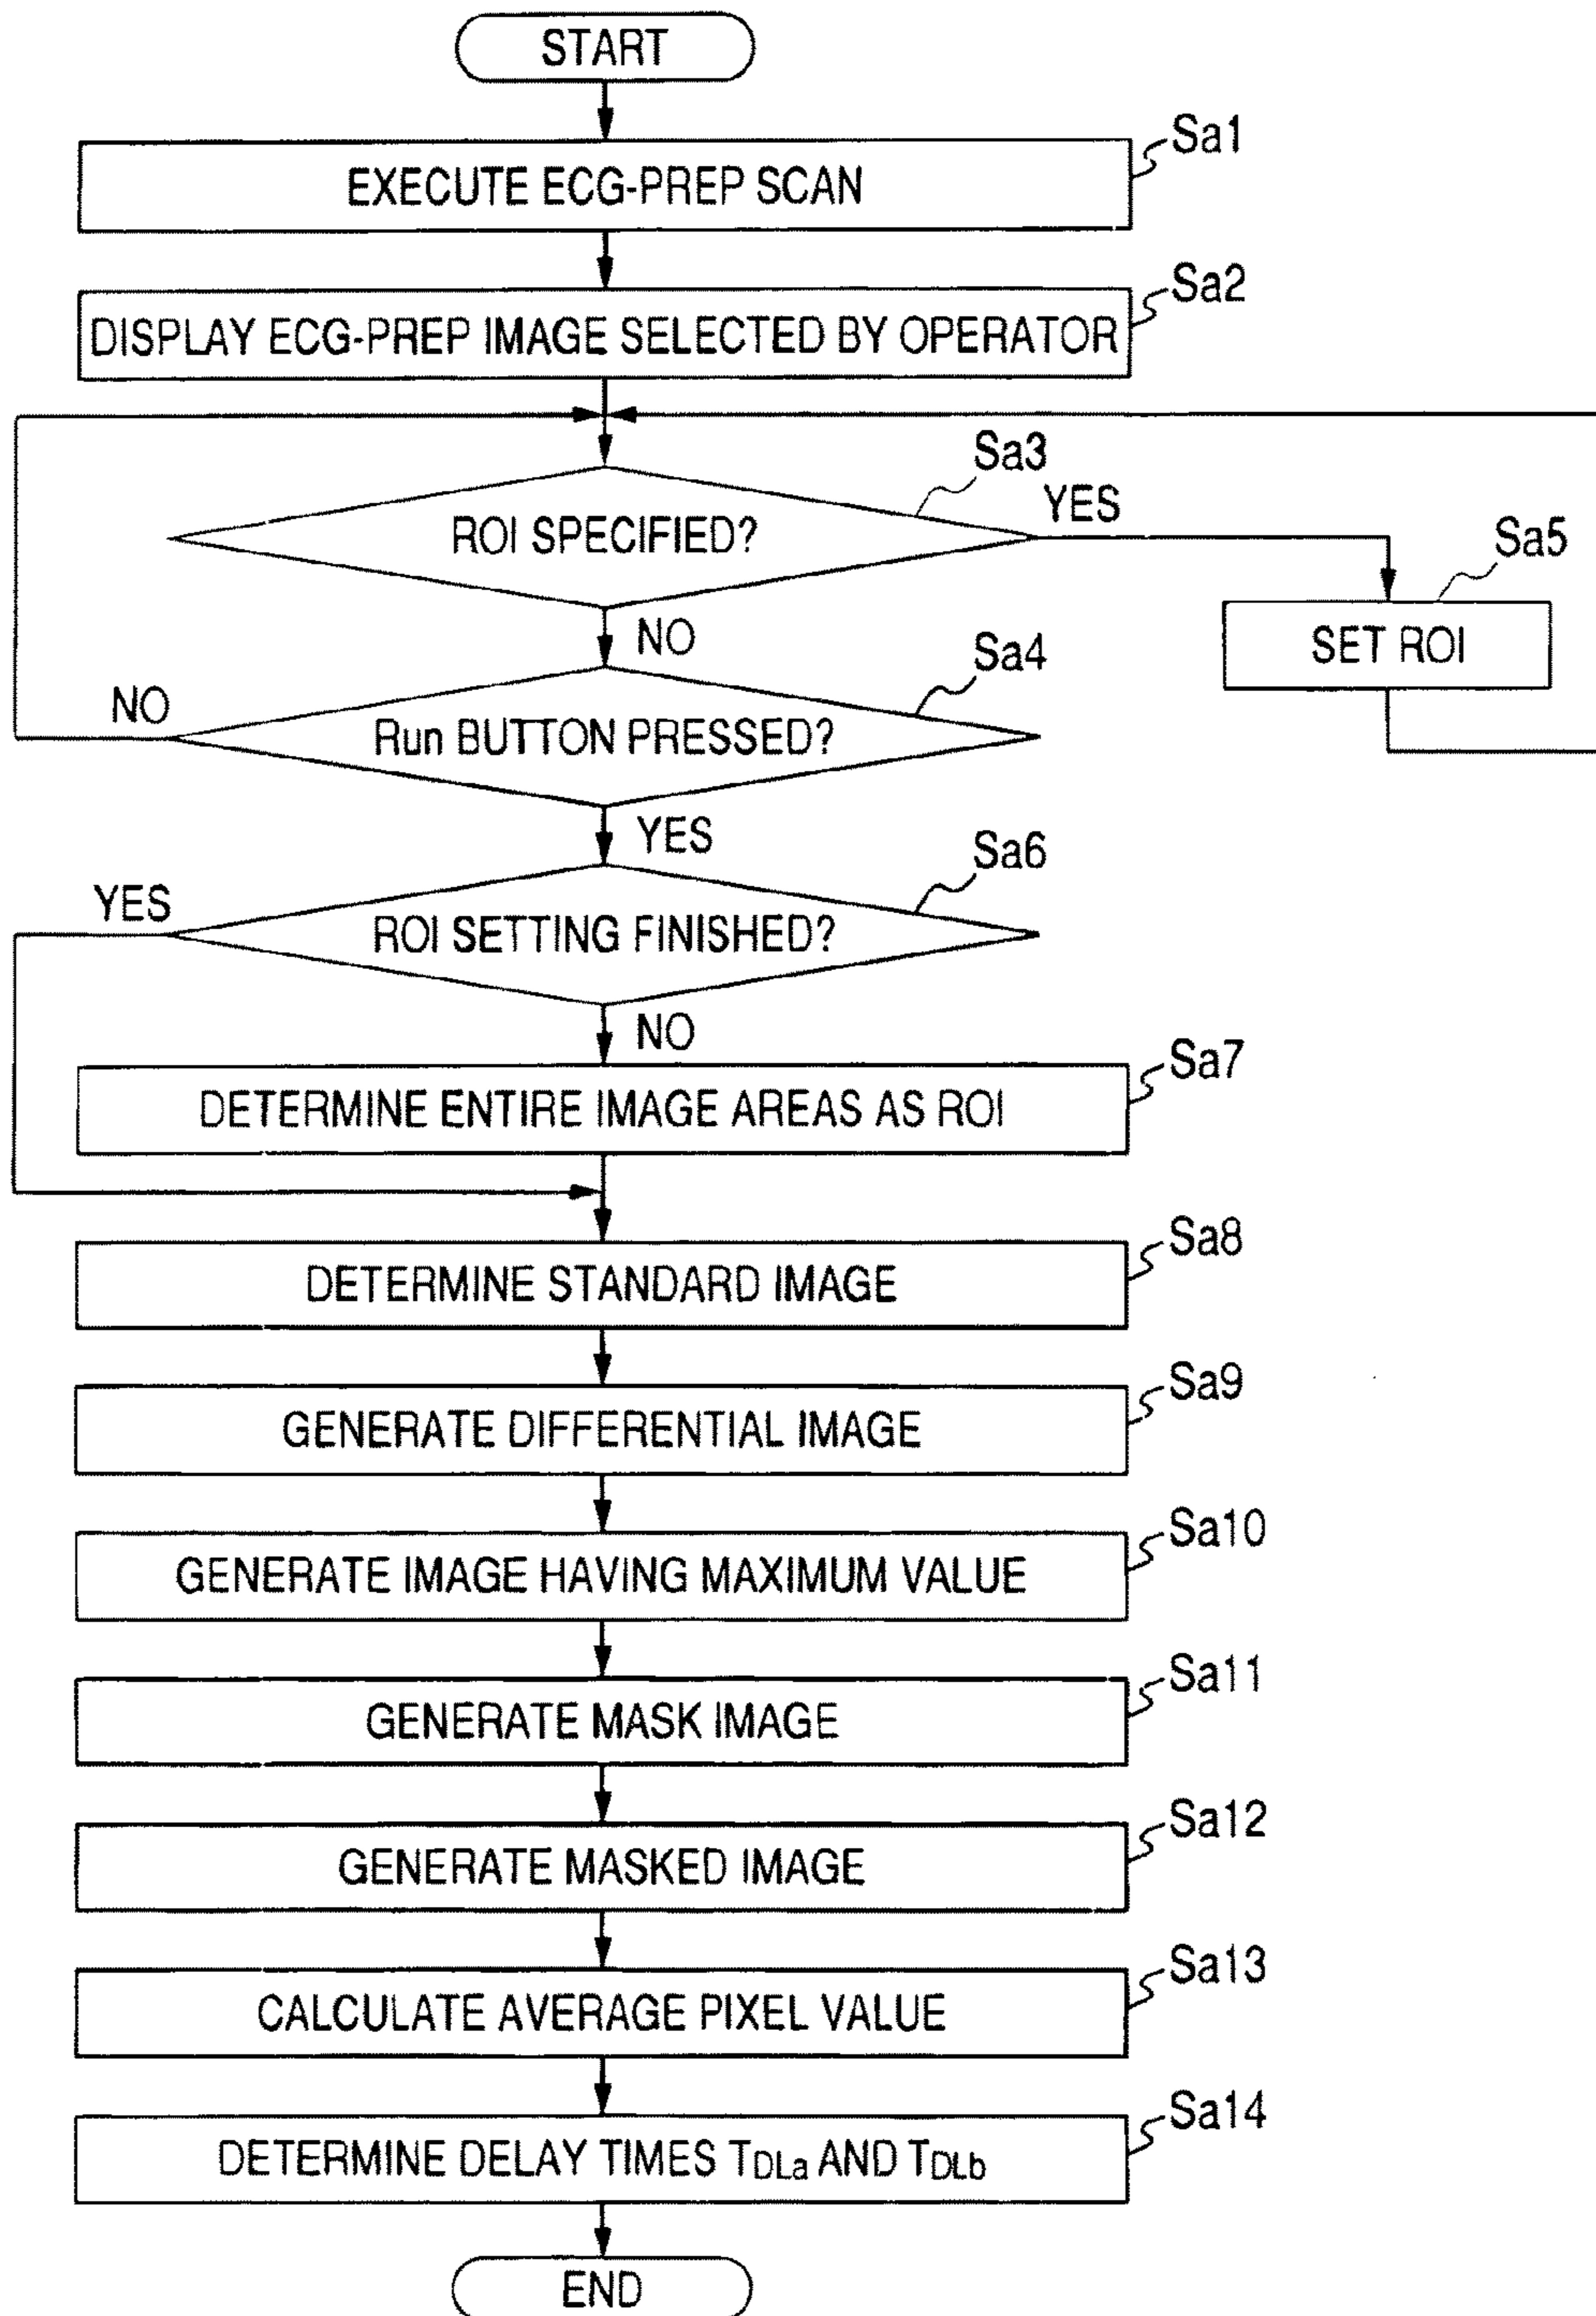 START
Sa1
EXECUTE ECG-PREP SCAN
Sa2
DISPLAY ECG-PREP IMAGE SELECTED BY OPERATOR
Sa3
ROI SPECIFIED?
YES
Sa5
SET ROI
NO
Sa4
NO
Run BUTTON PRESSED?
YES
Sa6
YES
ROI SETTING FINISHED?
NO
Sa7
DETERMINE ENTIRE IMAGE AREAS AS ROI
Sa8
DETERMINE STANDARD IMAGE
Sa9
GENERATE DIFFERENTIAL IMAGE
Sa10
GENERATE IMAGE HAVING MAXIMUM VALUE
Sa11
GENERATE MASK IMAGE
Sa12
GENERATE MASKED IMAGE
Sa13
CALCULATE AVERAGE PIXEL VALUE
Sa14
DETERMINE DELAY TIMES TDLa AND TDLb
END